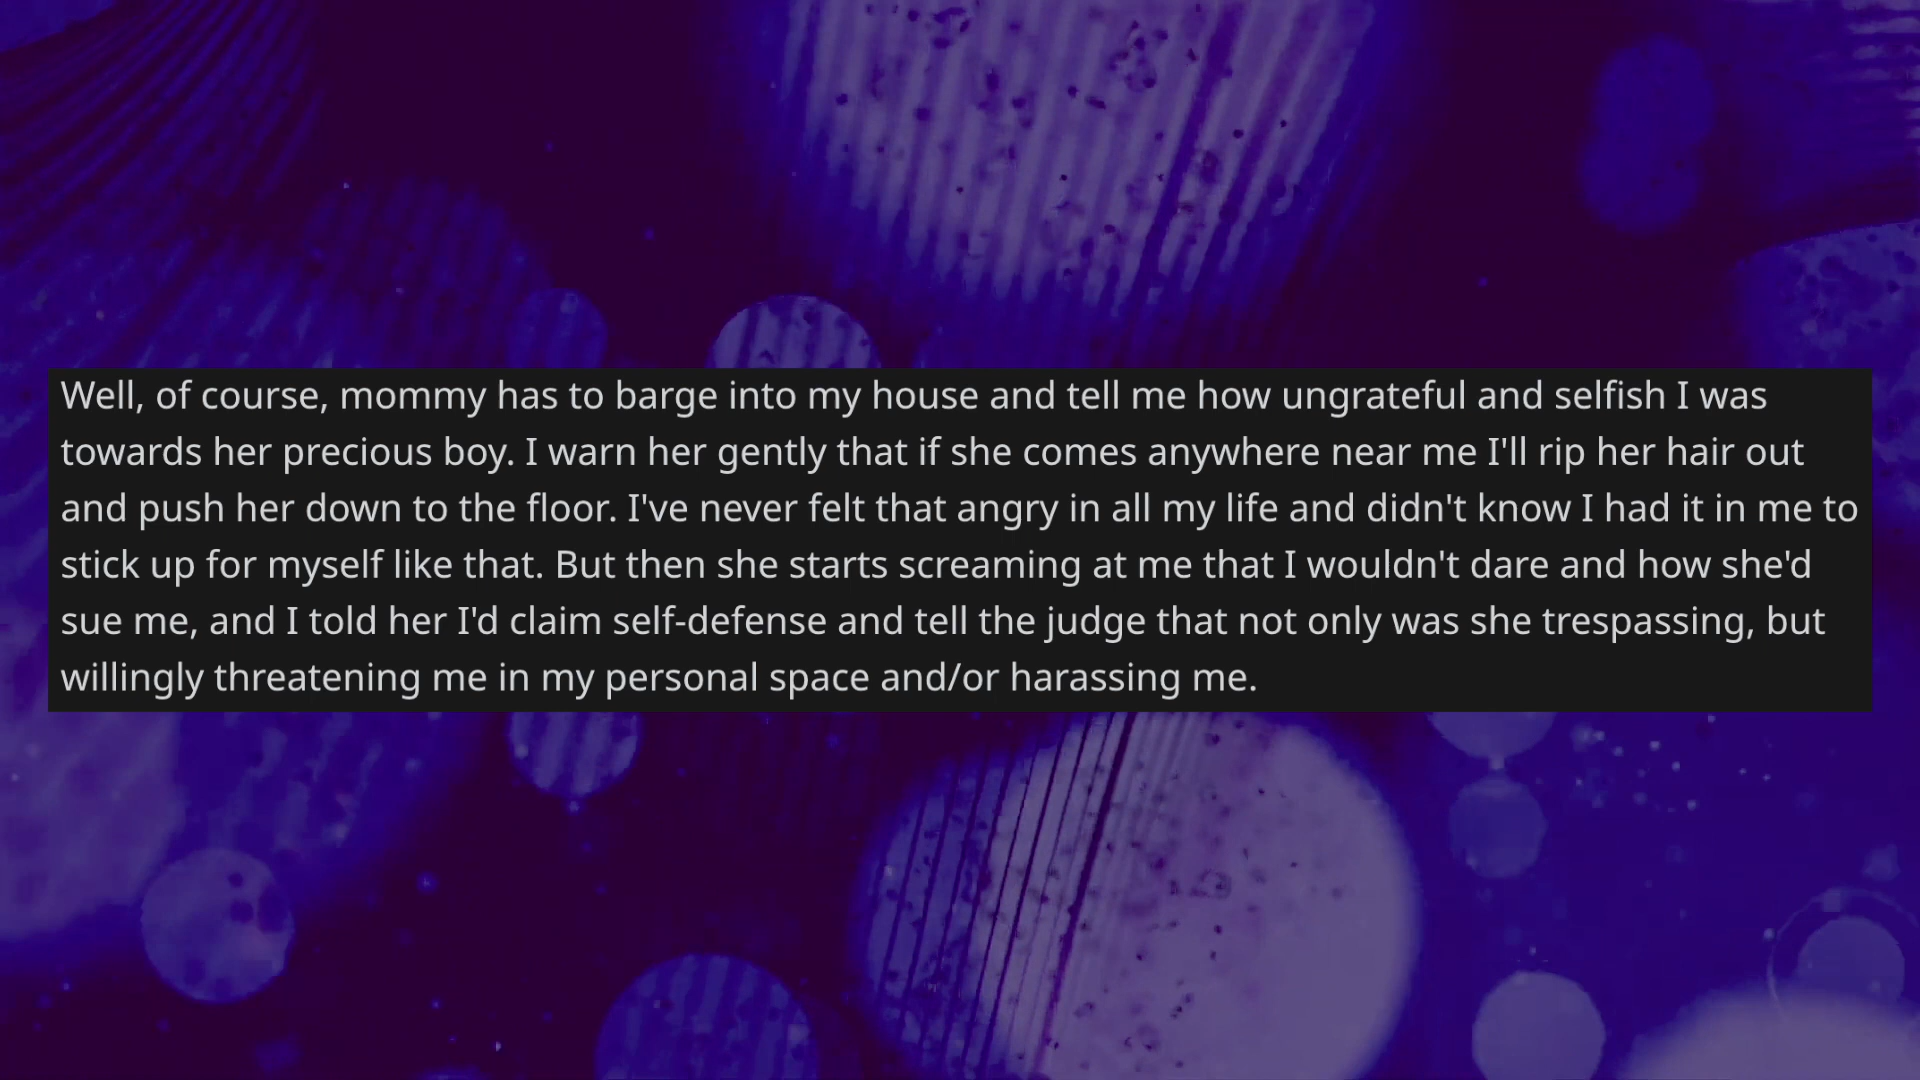 Well, of course, mommy has to barge into my house and tell me how ungrateful and selfish I was
towards her precious boy. I warn her gently that if she comes anywhere near me I'll rip her hair out
and push her down to the floor. I've never felt that angry in all my life and didn't know I had it in me to
stick up for myself like that. But then she starts screaming at me that I wouldn't dare and how she'd
sue me, and I told her I'd claim self-defense and tell the judge that not only was she trespassing, but
willingly threatening me in my personal space and/or harassing me.